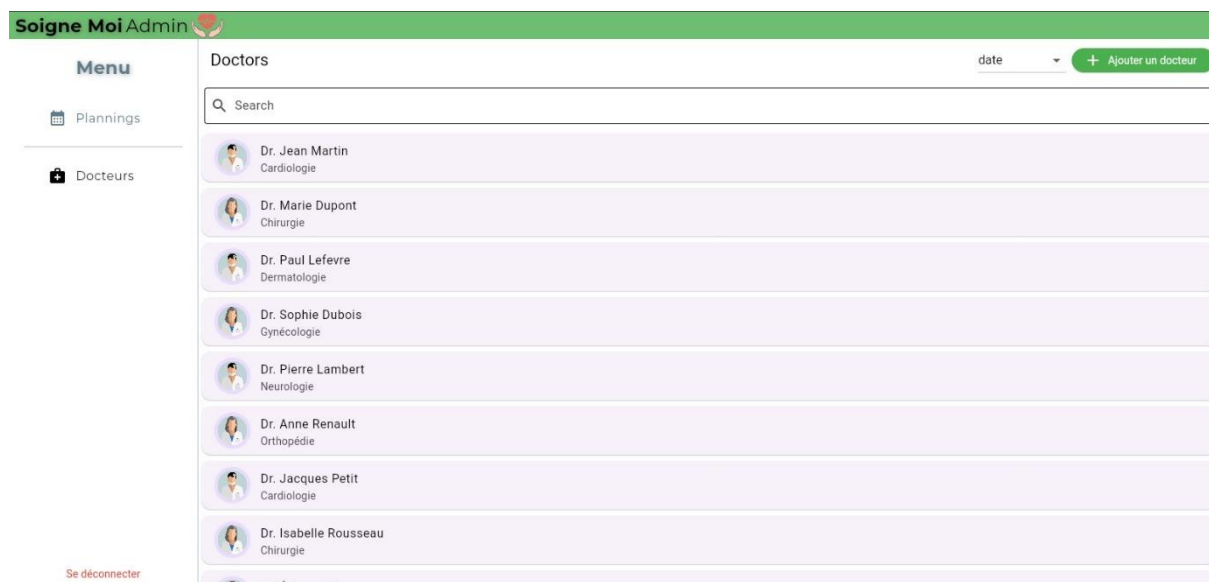 Soigne Moi Admin
Menu
Plannings
Docteurs
Se déconnecter
Doctors
date
+ Ajouter un docteur
Search
Dr. Jean Martin
Cardiologie
Dr. Marie Dupont
Chirurgie
Dr. Paul Lefevre
Dermatologie
Dr. Sophie Dubois
Gynécologie
Dr. Pierre Lambert
Neurologie
Dr. Anne Renault
Orthopédie
Dr. Jacques Petit
Cardiologie
Dr. Isabelle Rousseau
Chirurgie